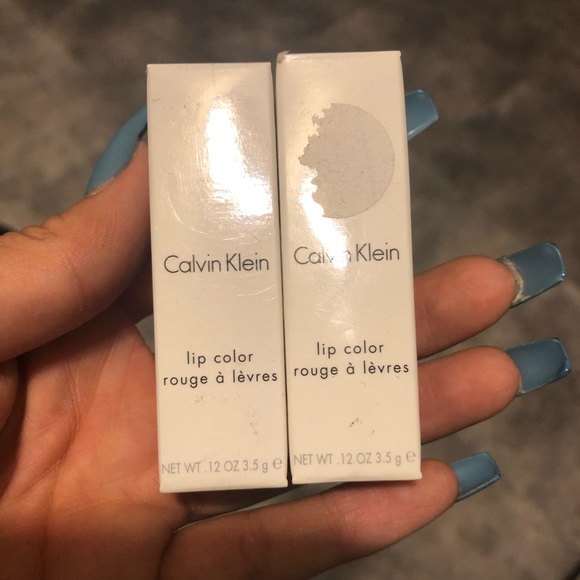 Calvin Klein
lip color
rouge à lèvres
NET WT .12 OZ 3.5 g ℮
Calvin Klein
lip color
rouge à lèvres
NET WT .12 OZ 3.5 g ℮